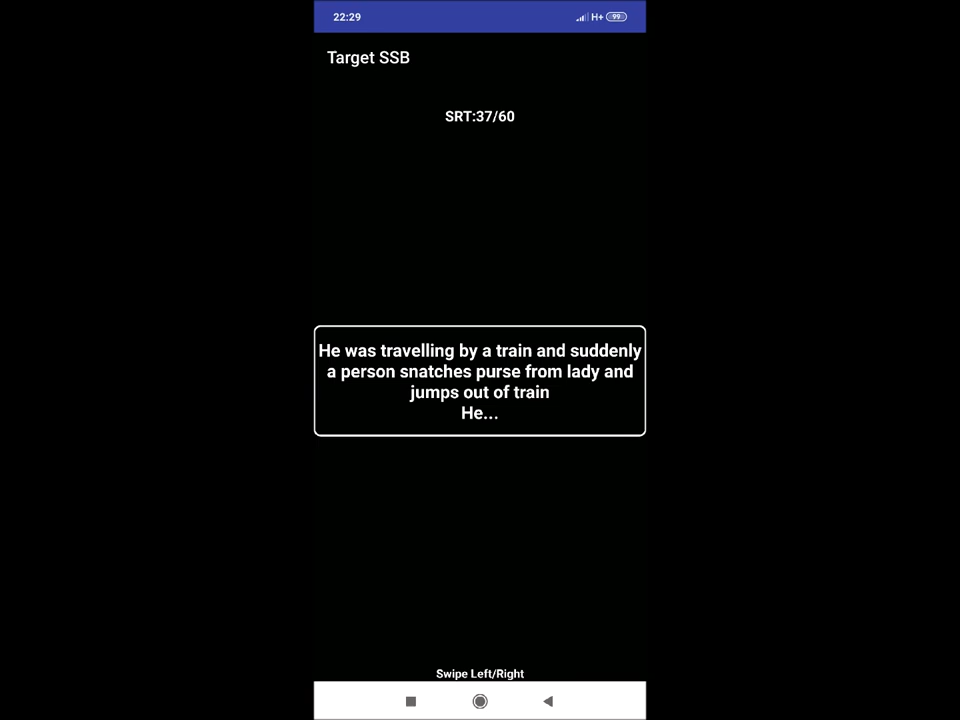 22:29
H+ 99
Target SSB
SRT:37/60
He was travelling by a train and suddenly
a person snatches purse from lady and
jumps out of train
He...
Swipe Left/Right